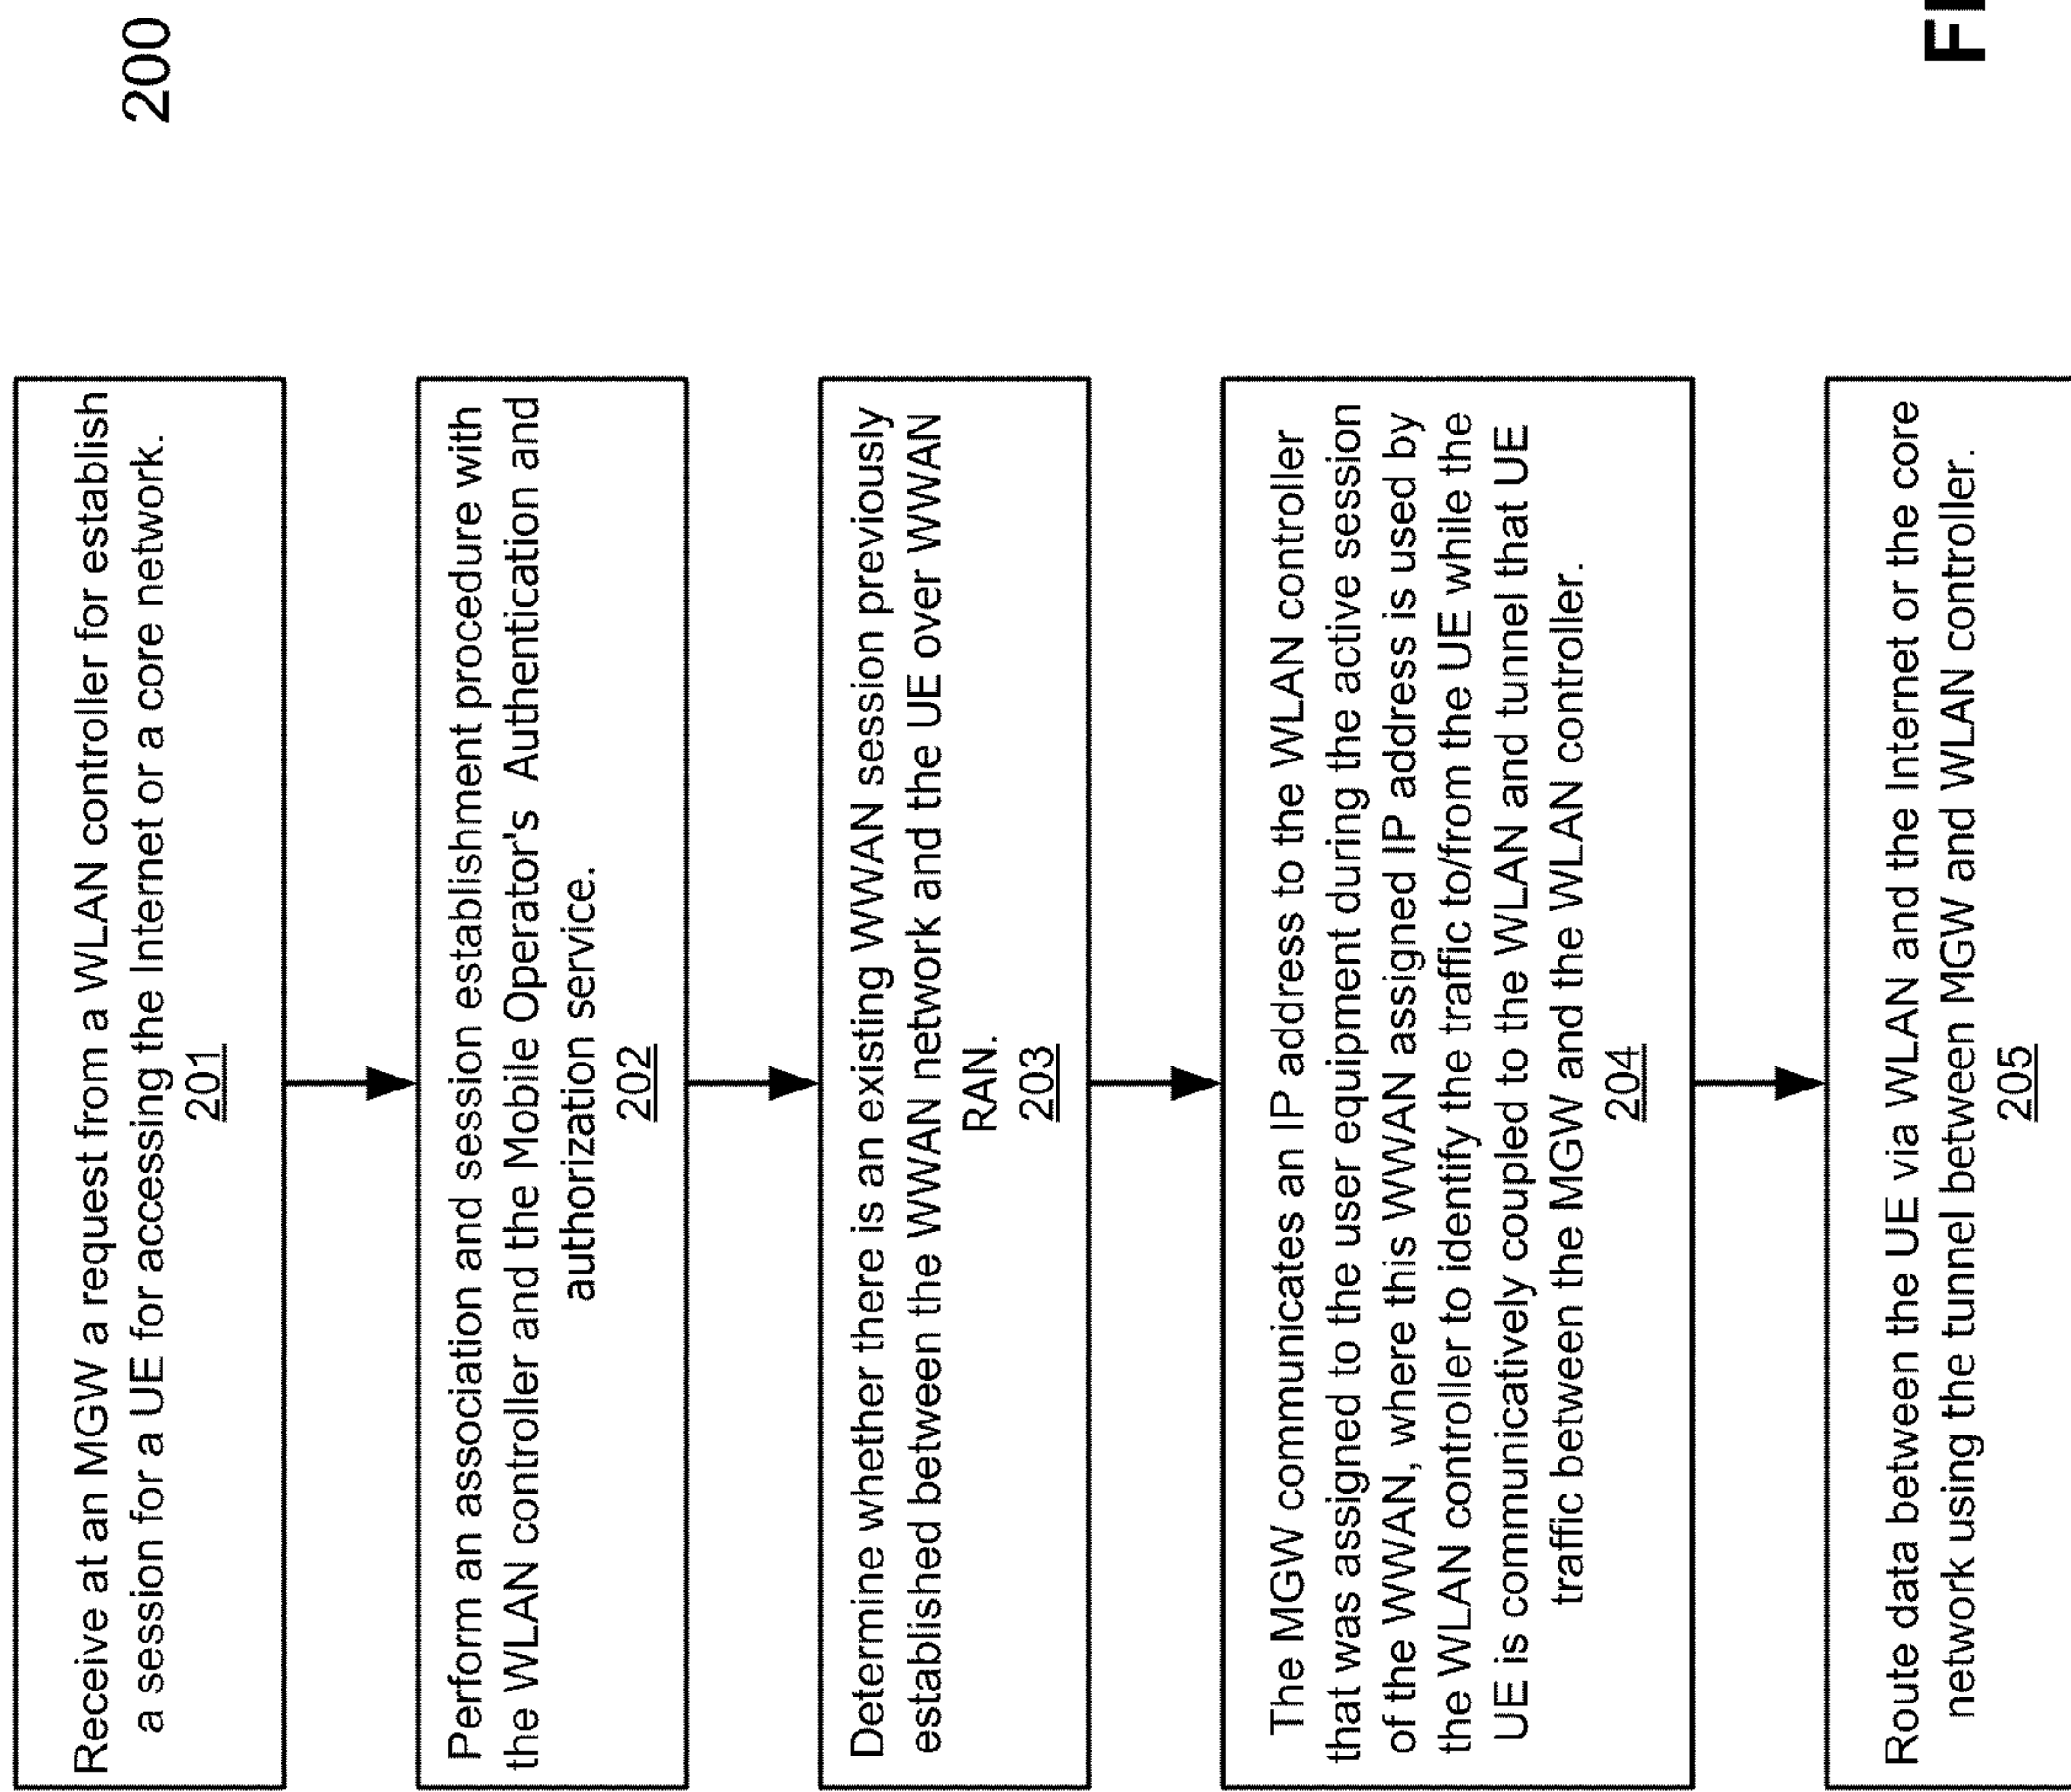 200
Receive at an MGW a request from a WLAN controller for establish
a session for a UE for accessing the Internet or a core network.
201
Perform an association and session establishment procedure with
the WLAN controller and the Mobile Operator's Authentication and
authorization service.
202
Determine whether there is an existing WWAN session previously
established between the WWAN network and the UE over WWAN
RAN.
203
The MGW communicates an IP address to the WLAN controller
that was assigned to the user equipment during the active session
of the WWAN, where this WWAN assigned IP address is used by
the WLAN controller to identify the traffic to/from the UE while the
UE is communicatively coupled to the WLAN and tunnel that UE
traffic between the MGW and the WLAN controller.
204
Route data between the UE via WLAN and the Internet or the core
network using the tunnel between MGW and WLAN controller.
205